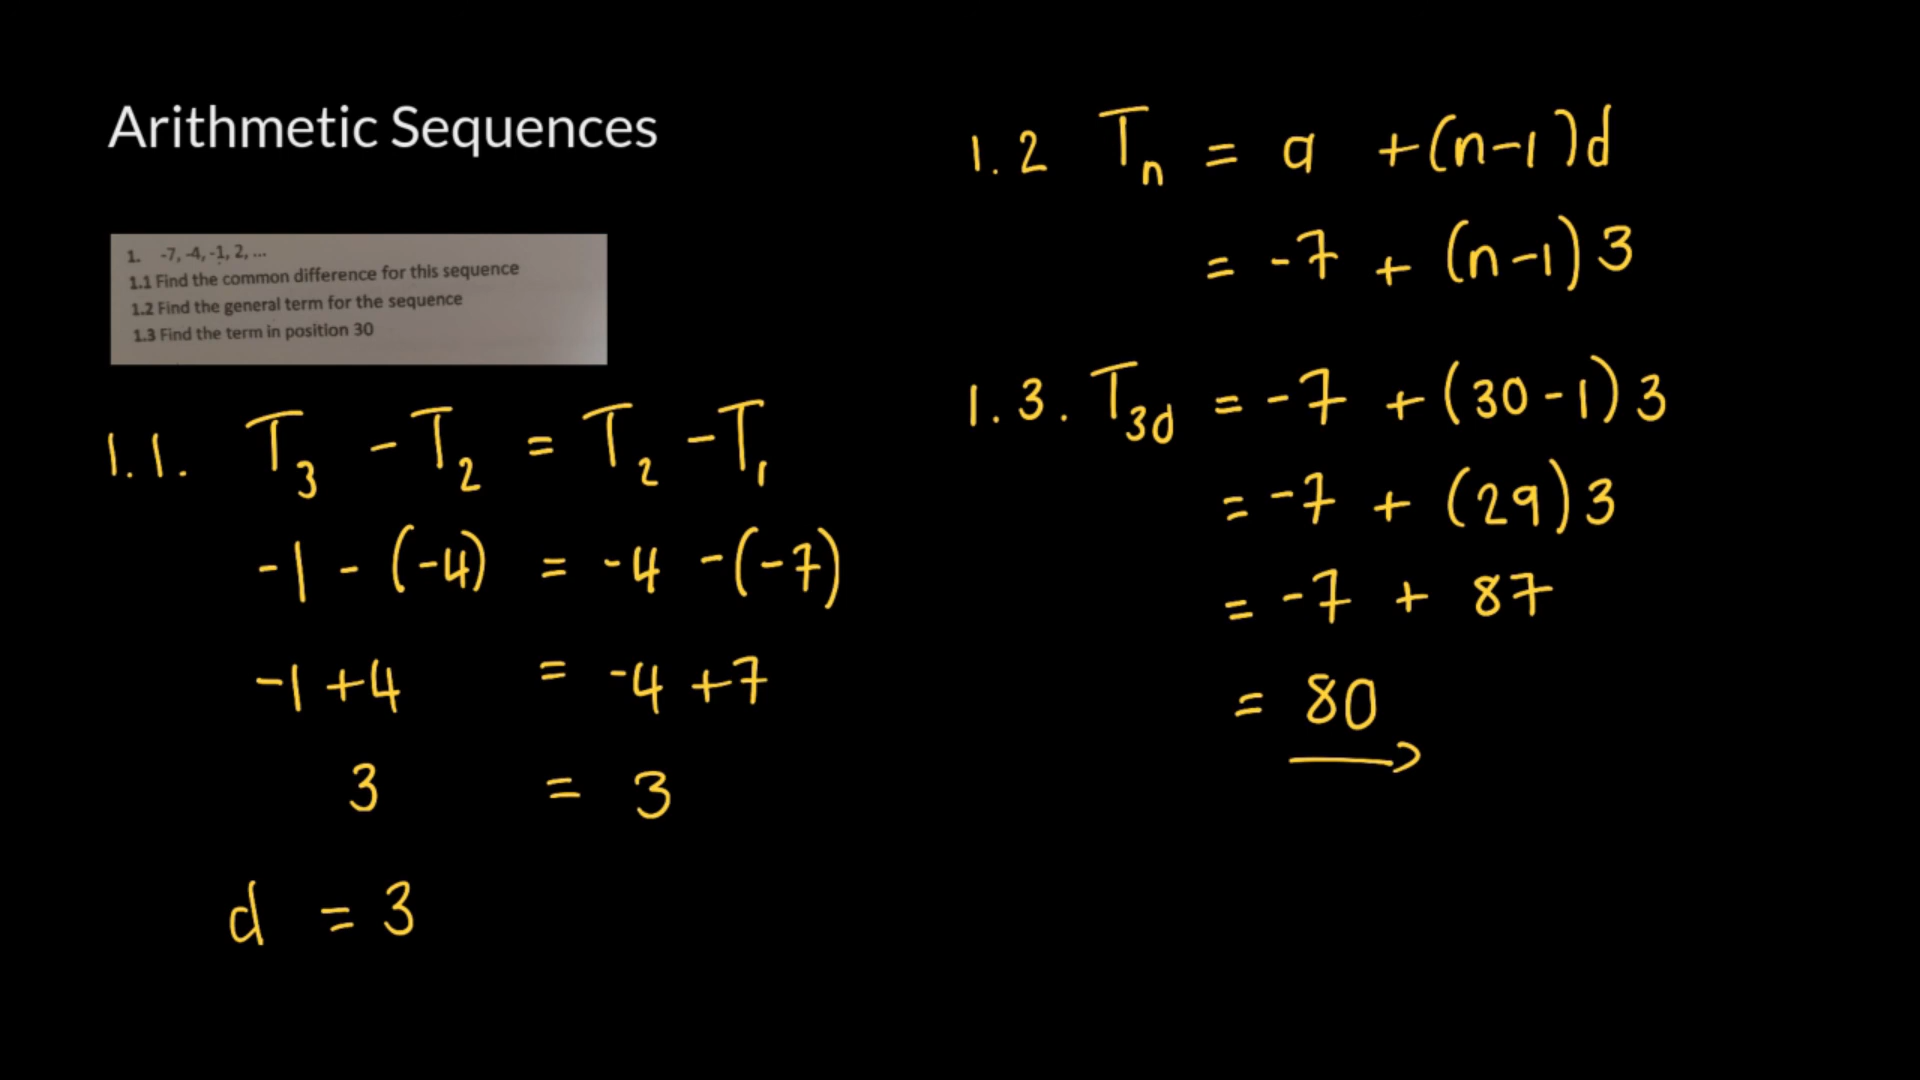 Arithmetic Sequences
1. -7, -4, -1, 2, ...
1.1 Find the common difference for this sequence
1.2 Find the general term for the sequence
1.3 Find the term in position 30
1.1. T₃ - T₂ = T₂ - T₁
-1 - (-4) = -4 - (-7)
-1 + 4 = -4 + 7
3 = 3
d = 3
1.2 Tₙ = a + (n-1)d
= -7 + (n-1)3
1.3. T₃₀ = -7 + (30-1)3
= -7 + (29)3
= -7 + 87
= 80